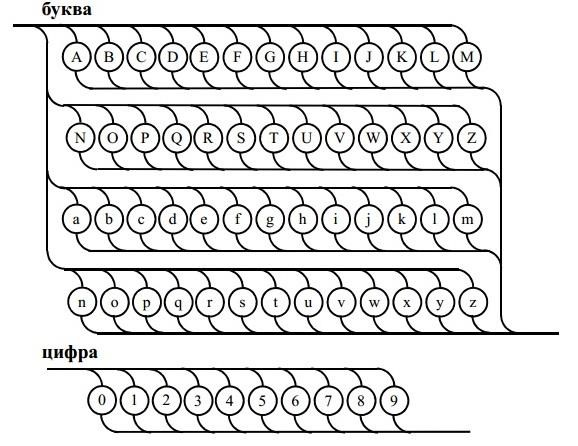 буква
A B C D E F G H I J K L M
N O P Q R S T U V W X Y Z
a b c d e f g h i j k l m
n o p q r s t u v w x y z
цифра
0 1 2 3 4 5 6 7 8 9